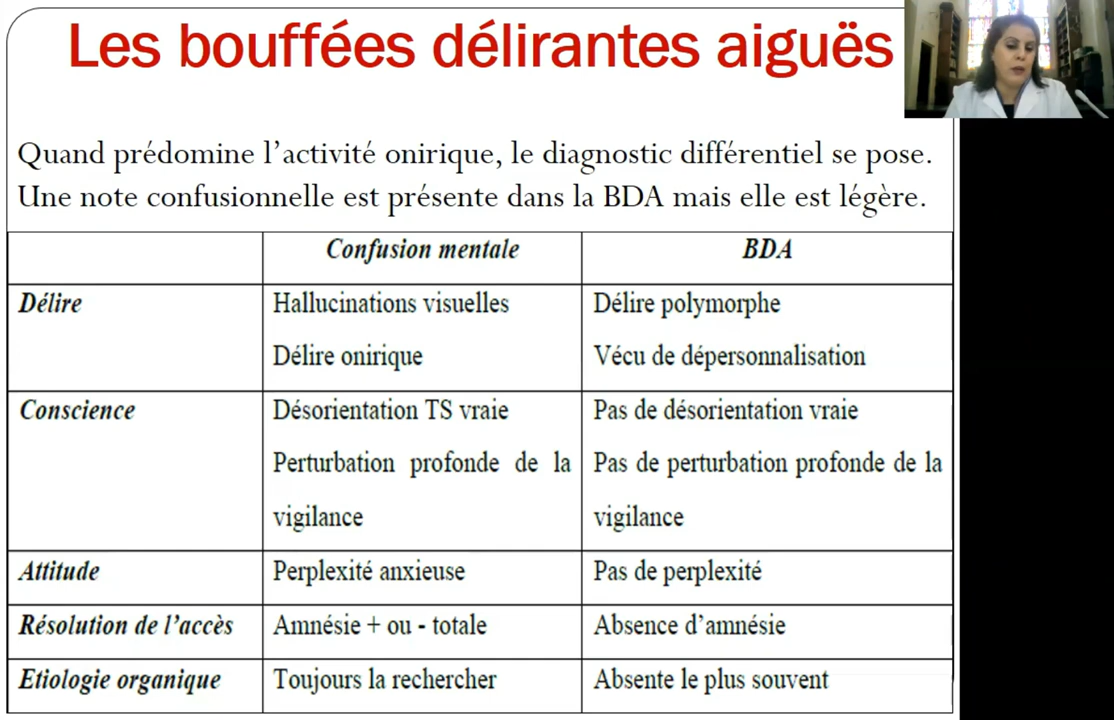 Les bouffées délirantes aiguës
Quand prédomine l’activité onirique, le diagnostic différentiel se pose.
Une note confusionnelle est présente dans la BDA mais elle est légère.
Confusion mentale BDA
Délire Hallucinations visuelles Délire polymorphe
Délire onirique Vécu de dépersonnalisation
Conscience Désorientation TS vraie Pas de désorientation vraie
Perturbation profonde de la Pas de perturbation profonde de la
vigilance vigilance
Attitude Perplexité anxieuse Pas de perplexité
Résolution de l’accès Amnésie + ou - totale Absence d’amnésie
Etiologie organique Toujours la rechercher Absente le plus souvent